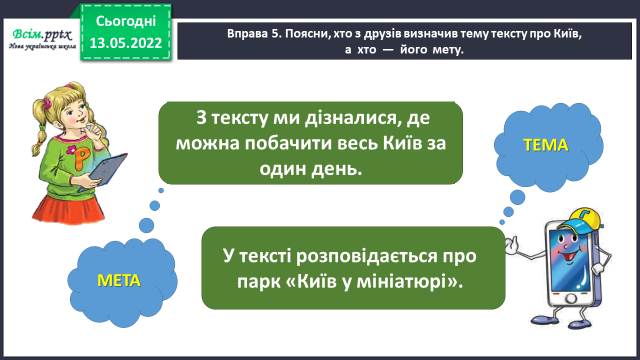 Всім.pptx
Нова українська школа
Сьогодні
13.05.2022
Вправа 5. Поясни, хто з друзів визначив тему тексту про Київ,
а хто — його мету.
З тексту ми дізналися, де
можна побачити весь Київ за
один день.
ТЕМА
P
У тексті розповідається про
парк «Київ у мініатюрі».
МЕТА